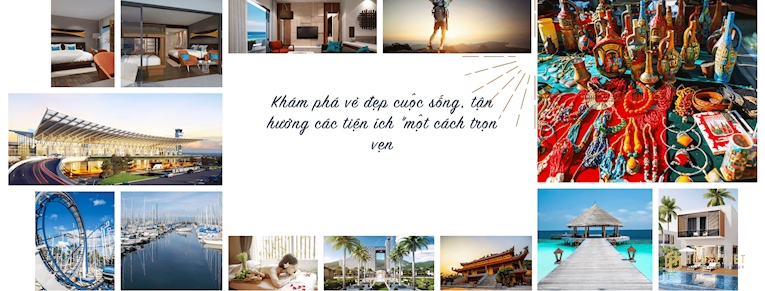 Khám phá vẻ đẹp cuộc sống, tận
hưởng các tiện ích "một cách trọn
vẹn